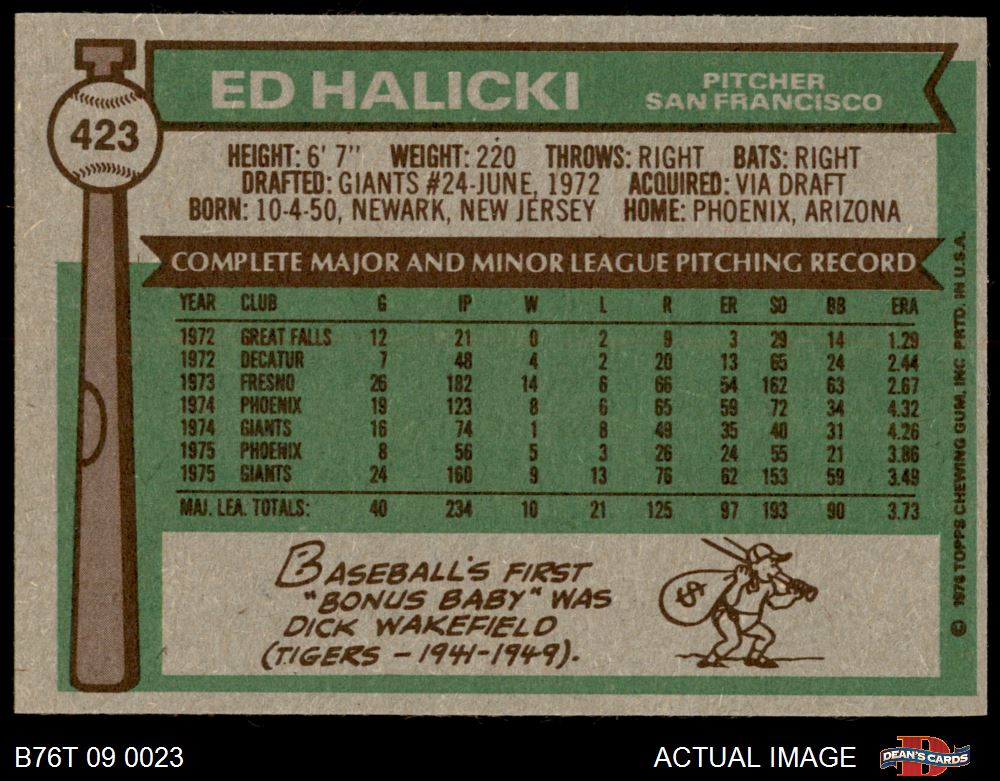 423
ED HALICKI
PITCHER
SAN FRANCISCO
HEIGHT: 6' 7" WEIGHT: 220 THROWS: RIGHT BATS: RIGHT
DRAFTED: GIANTS #24-JUNE, 1972 ACQUIRED: VIA DRAFT
BORN: 10-4-50, NEWARK, NEW JERSEY HOME: PHOENIX, ARIZONA
COMPLETE MAJOR AND MINOR LEAGUE PITCHING RECORD
YEAR CLUB G IP W L R ER SO BB ERA
1972 GREAT FALLS 12 21 0 2 9 3 29 14 1.29
1972 DECATUR 7 48 4 2 20 13 65 24 2.44
1973 FRESNO 26 182 14 6 66 54 162 63 2.67
1974 PHOENIX 19 123 8 6 65 59 72 34 4.32
1974 GIANTS 16 74 1 8 49 35 40 31 4.26
1975 PHOENIX 8 56 5 3 26 24 55 21 3.86
1975 GIANTS 24 160 9 13 76 62 153 59 3.49
MAJ. LEA. TOTALS: 40 234 10 21 125 97 193 90 3.73
BASEBALL'S FIRST
"BONUS BABY" WAS
DICK WAKEFIELD
(TIGERS - 1941-1949).
$
© 1976 TOPPS CHEWING GUM, INC. PRTD. IN U.S.A.
B76T 09 0023
ACTUAL IMAGE
DEAN'S CARDS